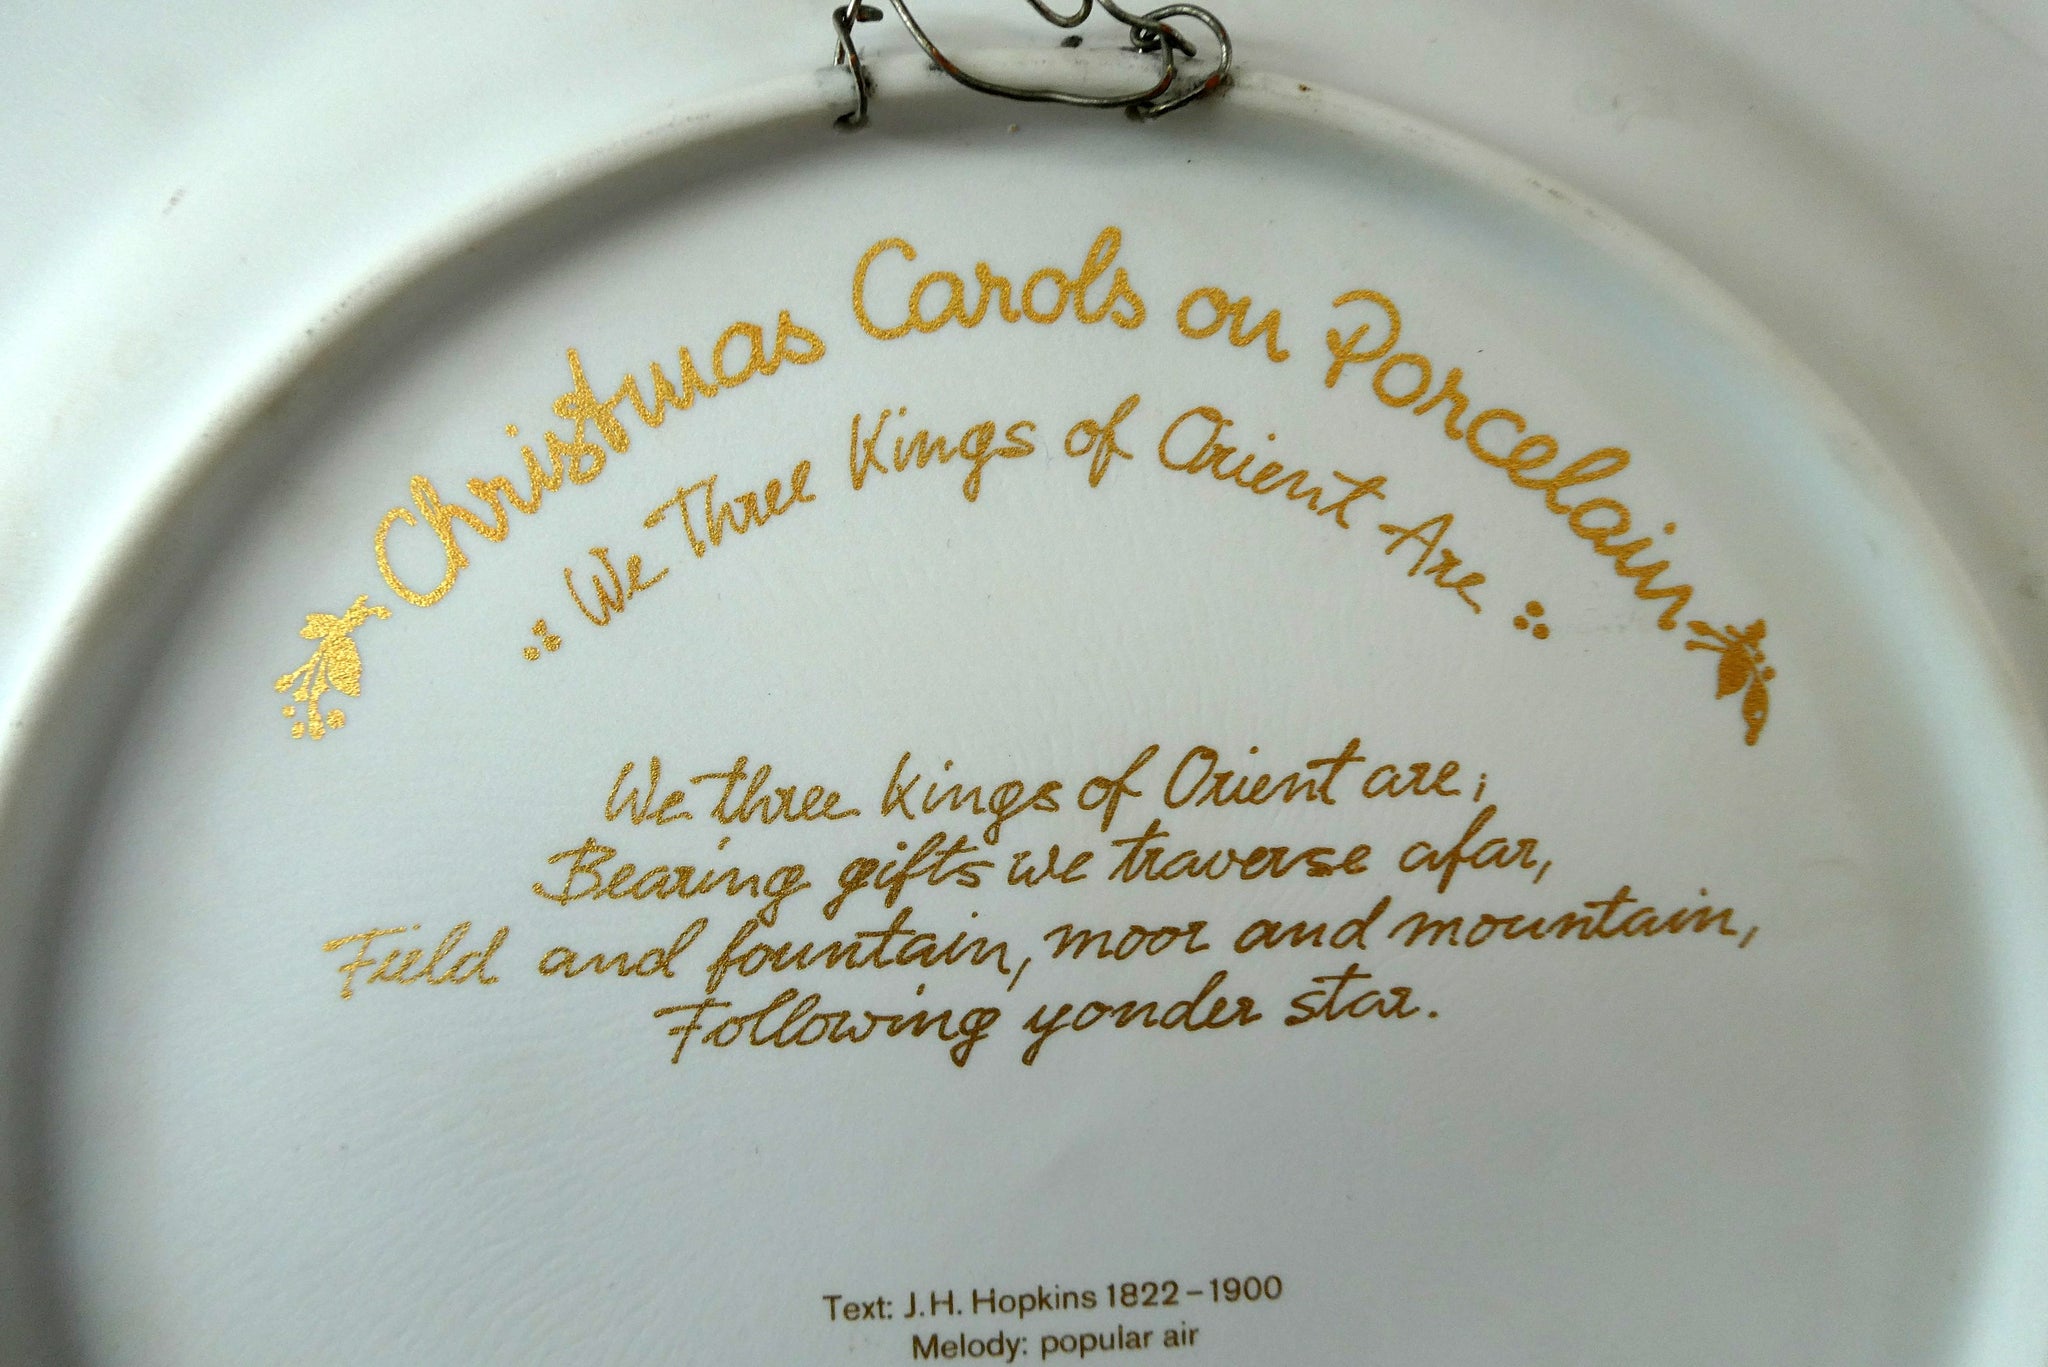 Christmas Carols on Porcelain
We Three Kings of Orient Are
We three kings of Orient are;
Bearing gifts we traverse afar,
Field and fountain, moor and mountain,
Following yonder star.
Text: J.H. Hopkins 1822–1900
Melody: popular air